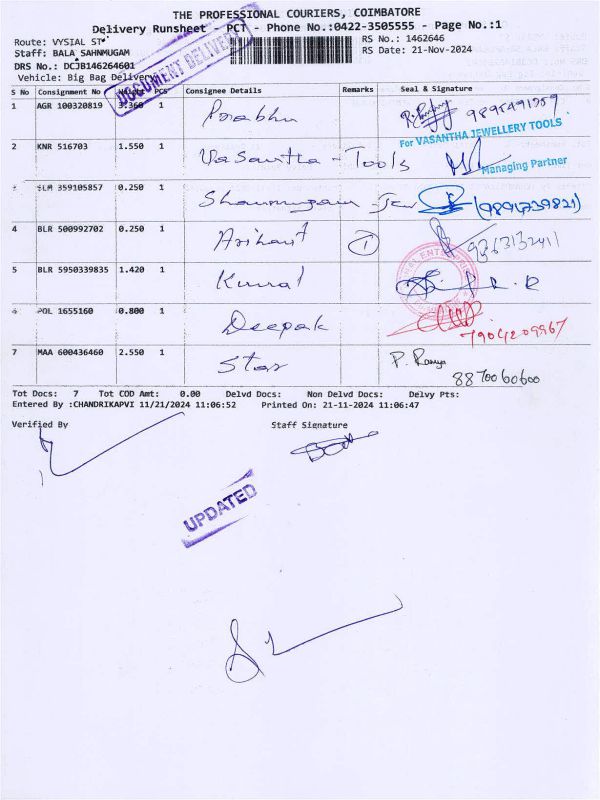 THE PROFESSIONAL COURIERS, COIMBATORE
Delivery Runsheet - PCT - Phone No.:0422-3505555 - Page No.:1
Route: VYSIAL ST
RS No.: 1462646
Staff: BALA SAHNMUGAM
RS Date: 21-Nov-2024
DRS No.: DCJB146264601
Vehicle: Big Bag Delivery
DOCUMENT DELIVERY
S No Consignment No Weight PCS Consignee Details Remarks Seal & Signature
1 AGR 100320819 3.360 1 Prabhu
For VASANTHA JEWELLERY TOOLS
2 KNR 516703 1.550 1 Vasantha - Tools
Managing Partner
SLM 359105857 0.250 1 Shanmugam - Jew (9894739821)
4 BLR 500992702 0.250 1 Arihant 1
5 BLR 5950339835 1.420 1 Kunal
POL 1655160 0.800 1 Deepak 7904209967
7 MAA 600436460 2.550 1 Star P. Ramya
8870060600
Tot Docs: 7 Tot COD Amt: 0.00 Delvd Docs: Non Delvd Docs: Delvy Pts:
Entered By :CHANDRIKAPVI 11/21/2024 11:06:52 Printed On: 21-11-2024 11:06:47
Verified By Staff Signature
UPDATED